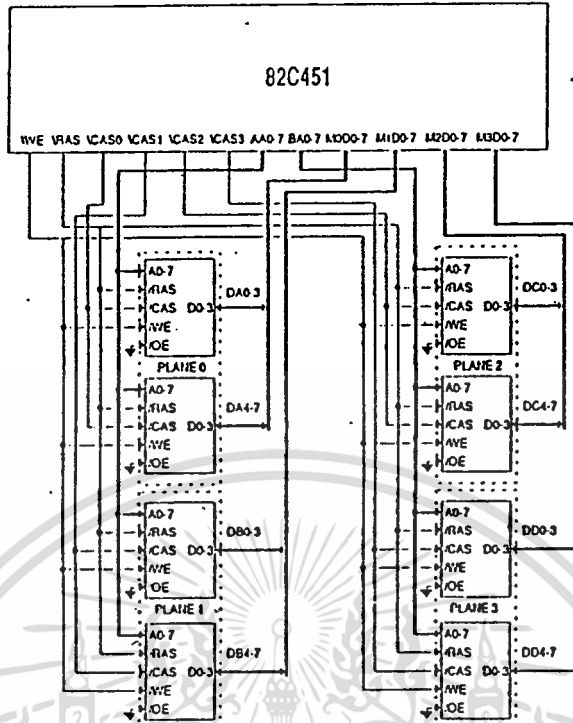 82C451
\WE \RAS \CAS0 \CAS1 \CAS2 \CAS3 AA0-7 BA0-7 M0D0-7 M1D0-7 M2D0-7 M3D0-7
A0-7
/RAS
/CAS D0-3
/WE
/OE
DA0-3
PLANE 0
A0-7
/RAS
/CAS D0-3
/WE
/OE
DA4-7
A0-7
/RAS
/CAS D0-3
/WE
/OE
DB0-3
PLANE 1
A0-7
/RAS
/CAS D0-3
/WE
/OE
DB4-7
A0-7
/RAS
/CAS D0-3
/WE
/OE
DC0-3
PLANE 2
A0-7
/RAS
/CAS D0-3
/WE
/OE
DC4-7
A0-7
/RAS
/CAS D0-3
/WE
/OE
DD0-3
PLANE 3
A0-7
/RAS
/CAS D0-3
/WE
/OE
DD4-7